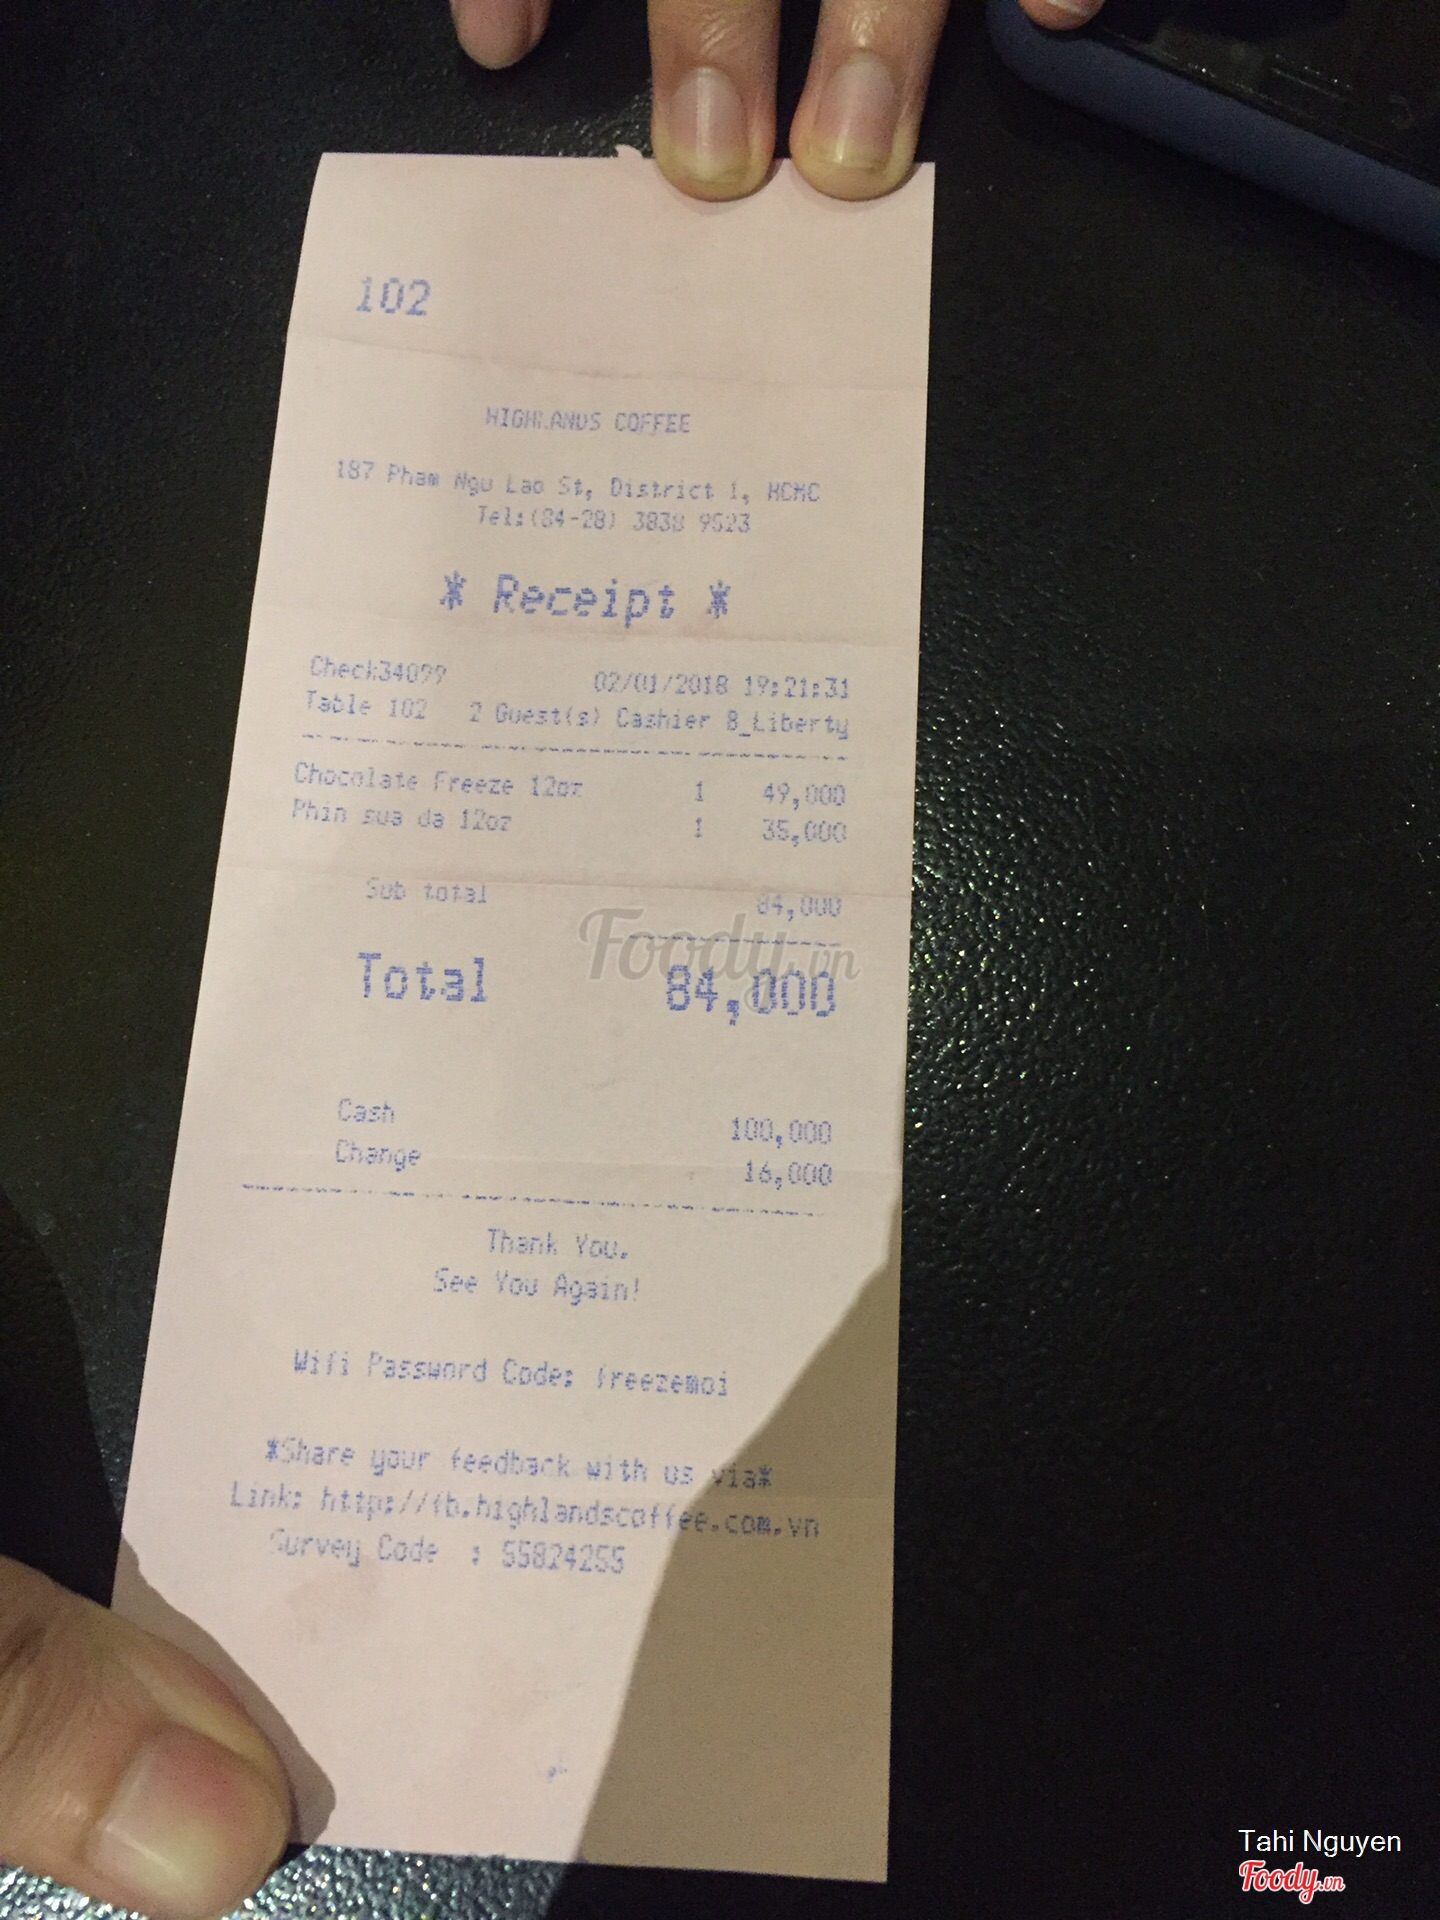 102
HIGHLANDS COFFEE
187 Pham Ngu Lao St, District 1, HCMC
Tel:(84-28) 3838 9523
* Receipt *
Check34099 02/01/2018 19:21:31
Table 102 2 Guest(s) Cashier 8_Liberty
Chocolate Freeze 12oz 1 49,000
Phin sua da 12oz 1 35,000
Sub total 84,000
Foody.vn
Total 84,000
Cash 100,000
Change 16,000
Thank You.
See You Again!
Wifi Password Code: freezemoi
*Share your feedback with us via*
Link: http://fb.highlandscoffee.com.vn
Survey Code : 55824255
Tahi Nguyen
Foody.vn